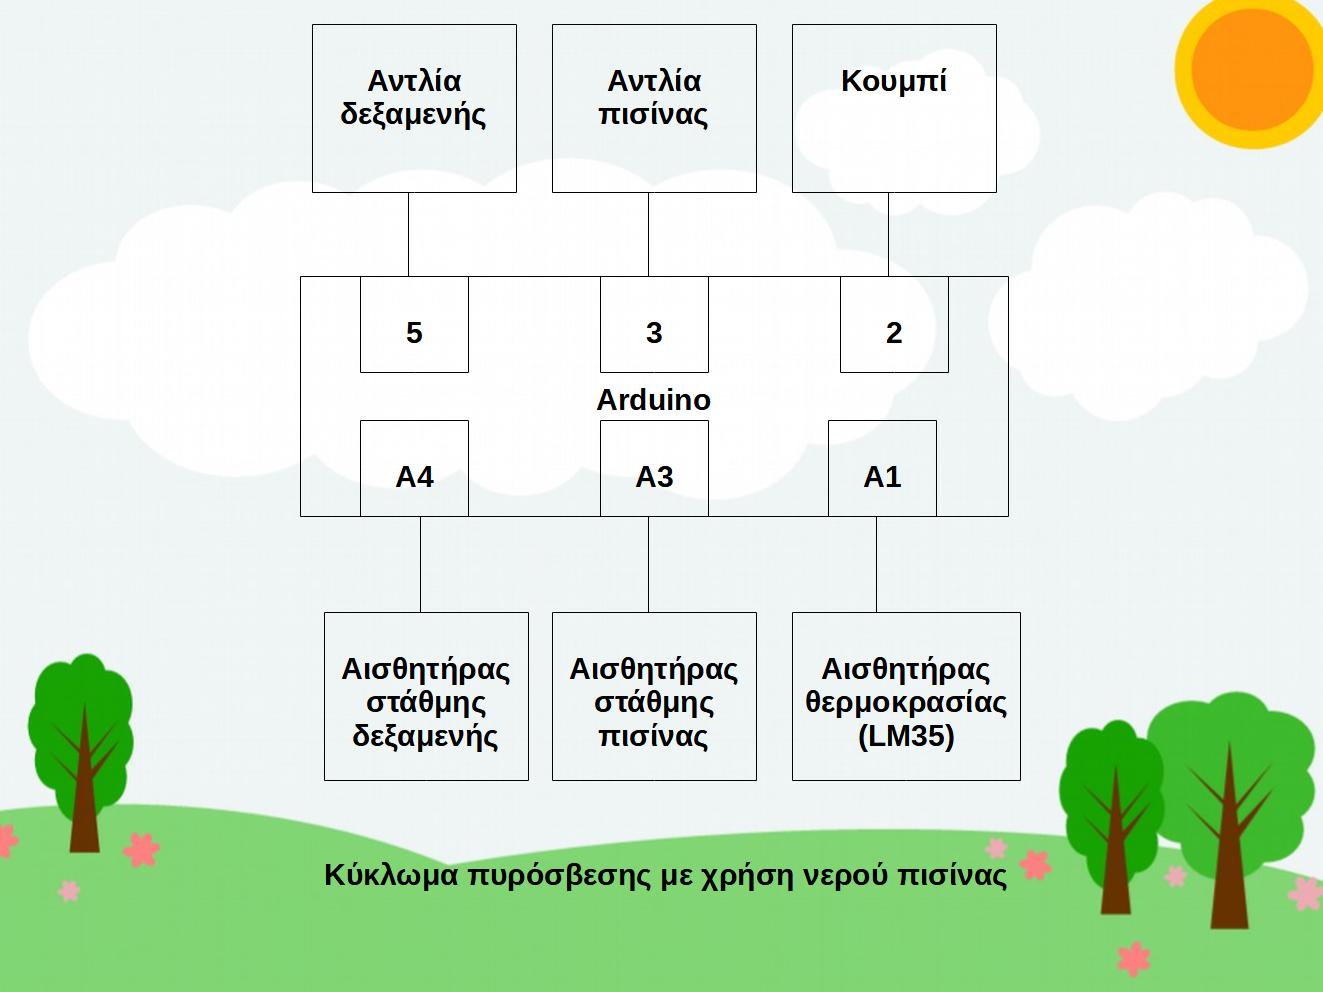 Αντλία
δεξαμενής
Αντλία
πισίνας
Κουμπί
5
3
2
Arduino
A4
A3
A1
Αισθητήρας
στάθμης
δεξαμενής
Αισθητήρας
στάθμης
πισίνας
Αισθητήρας
θερμοκρασίας
(LM35)
Κύκλωμα πυρόσβεσης με χρήση νερού πισίνας